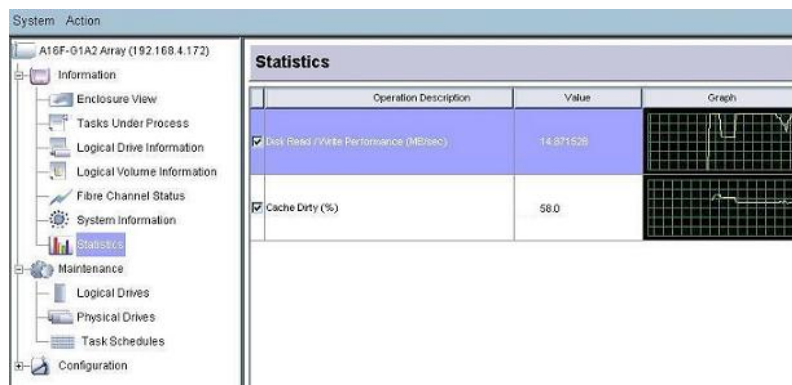 System Action
A16F-G1A2 Array (192.168.4.172)
Information
Enclosure View
Tasks Under Process
Logical Drive Information
Logical Volume Information
Fibre Channel Status
System Information
Statistics
Maintenance
Logical Drives
Physical Drives
Task Schedules
Configuration
Statistics
Operation Description Value Graph
Disk Read / Write Performance (MB/sec) 14.871526
Cache Dirty (%) 58.0